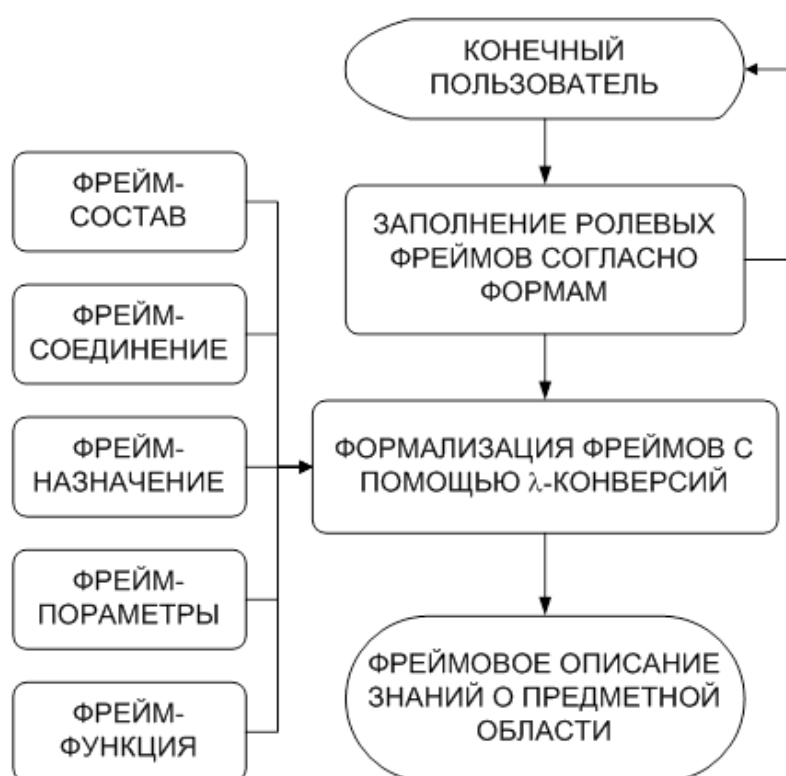 КОНЕЧНЫЙ
ПОЛЬЗОВАТЕЛЬ
ЗАПОЛНЕНИЕ РОЛЕВЫХ
ФРЕЙМОВ СОГЛАСНО
ФОРМАМ
ФРЕЙМ-
СОСТАВ
ФРЕЙМ-
СОЕДИНЕНИЕ
ФРЕЙМ-
НАЗНАЧЕНИЕ
ФРЕЙМ-
ПОРАМЕТРЫ
ФРЕЙМ-
ФУНКЦИЯ
ФОРМАЛИЗАЦИЯ ФРЕЙМОВ С
ПОМОЩЬЮ λ-КОНВЕРСИЙ
ФРЕЙМОВОЕ ОПИСАНИЕ
ЗНАНИЙ О ПРЕДМЕТНОЙ
ОБЛАСТИ